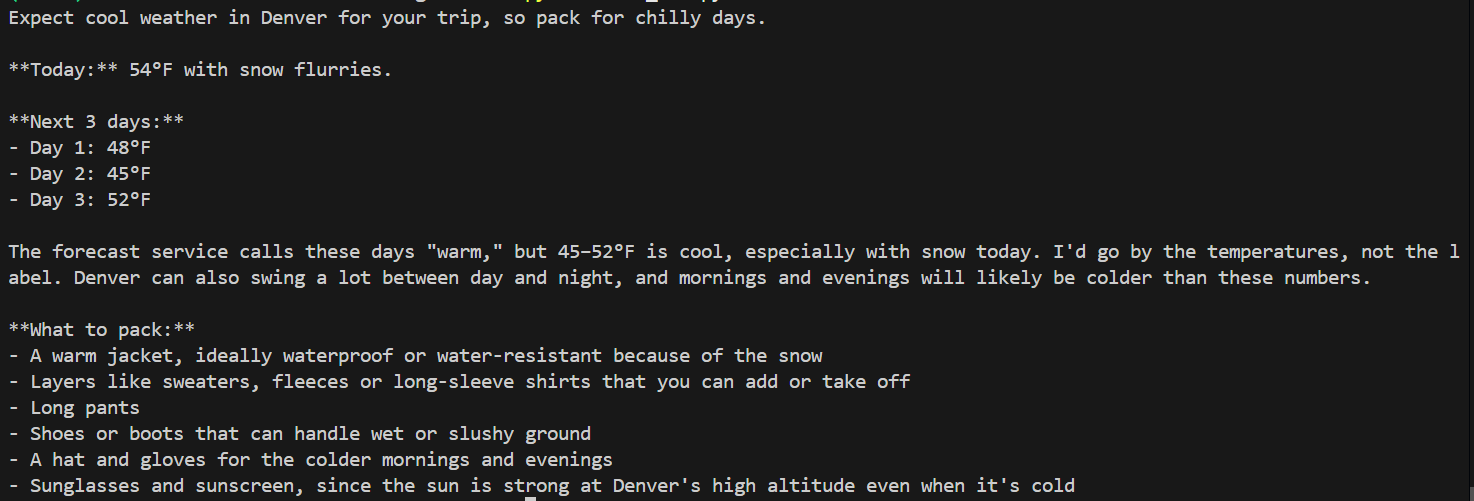 Expect cool weather in Denver for your trip, so pack for chilly days.
**Today:** 54°F with snow flurries.
**Next 3 days:**
- Day 1: 48°F
- Day 2: 45°F
- Day 3: 52°F
The forecast service calls these days "warm," but 45–52°F is cool, especially with snow today. I'd go by the temperatures, not the l
abel. Denver can also swing a lot between day and night, and mornings and evenings will likely be colder than these numbers.
**What to pack:**
- A warm jacket, ideally waterproof or water-resistant because of the snow
- Layers like sweaters, fleeces or long-sleeve shirts that you can add or take off
- Long pants
- Shoes or boots that can handle wet or slushy ground
- A hat and gloves for the colder mornings and evenings
- Sunglasses and sunscreen, since the sun is strong at Denver's high altitude even when it's cold